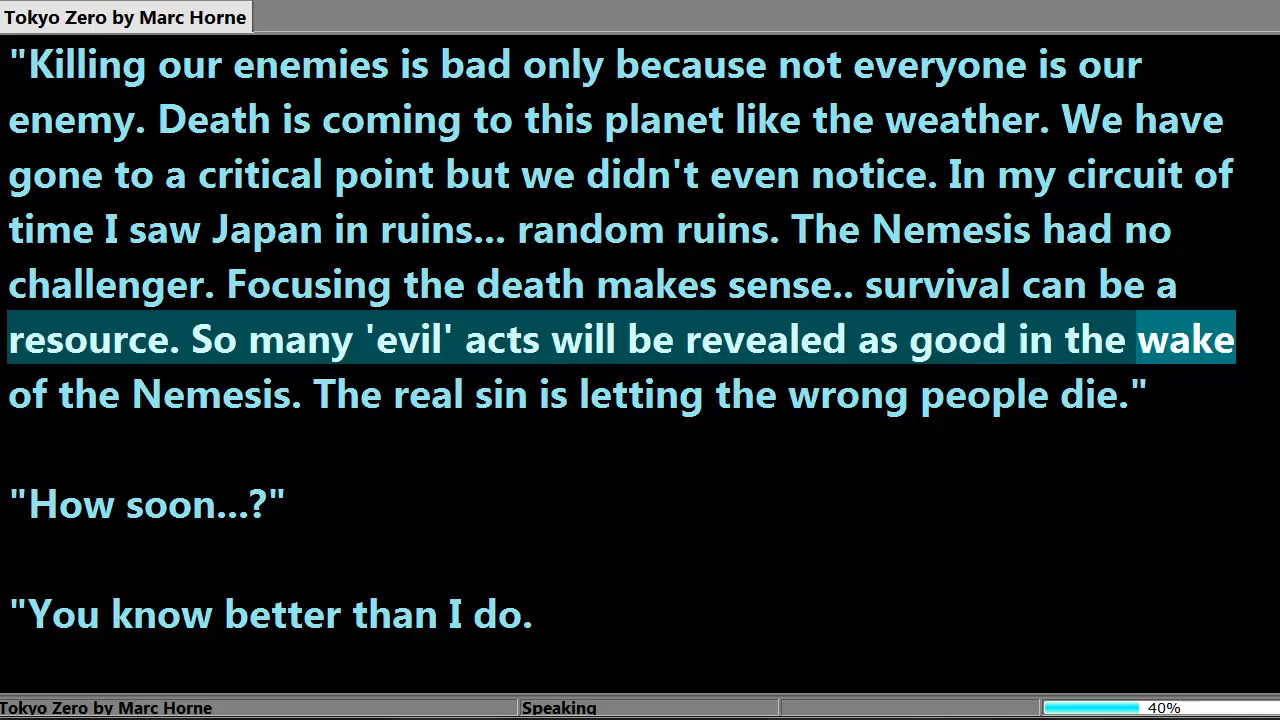 Tokyo Zero by Marc Horne
"Killing our enemies is bad only because not everyone is our
enemy. Death is coming to this planet like the weather. We have
gone to a critical point but we didn't even notice. In my circuit of
time I saw Japan in ruins... random ruins. The Nemesis had no
challenger. Focusing the death makes sense.. survival can be a
resource. So many 'evil' acts will be revealed as good in the wake
of the Nemesis. The real sin is letting the wrong people die."
"How soon...?"
"You know better than I do.
Tokyo Zero by Marc Horne Speaking 40%